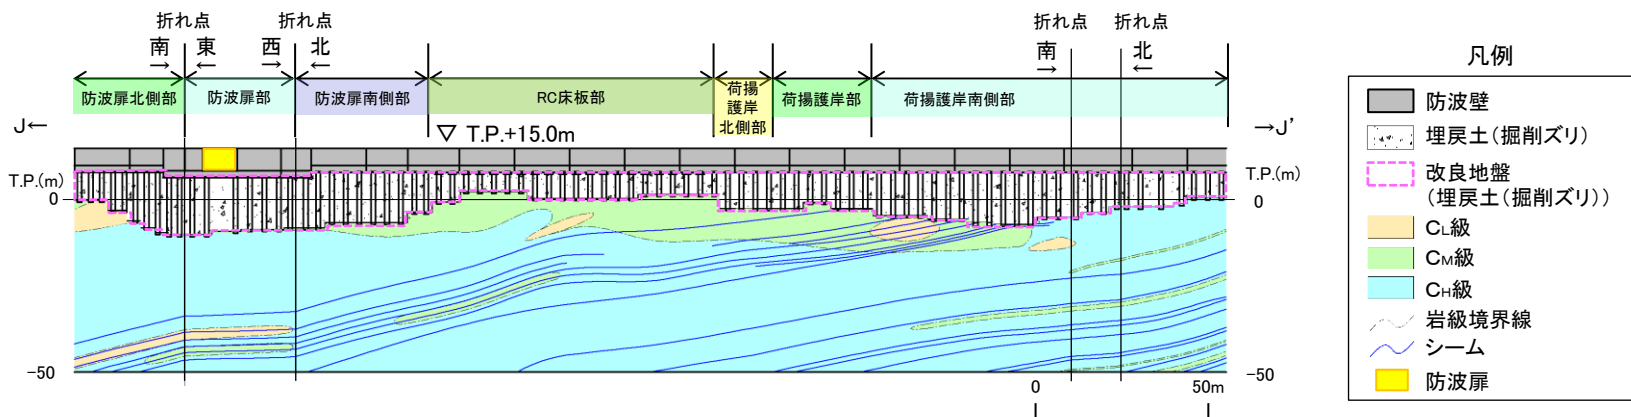 折れ点 折れ点 折れ点 折れ点
南 東 西 北 南 北
→ ← → ← → ←
防波扉北側部 防波扉部 防波扉南側部 RC床板部 荷揚護岸北側部 荷揚護岸部 荷揚護岸南側部
J← ▽ T.P.+15.0m →J'
T.P.(m) T.P.(m)
0 0
-50 -50
0 50m
凡例
防波壁
埋戻土(掘削ズリ)
改良地盤
(埋戻土(掘削ズリ))
CL級
CM級
CH級
岩級境界線
シーム
防波扉